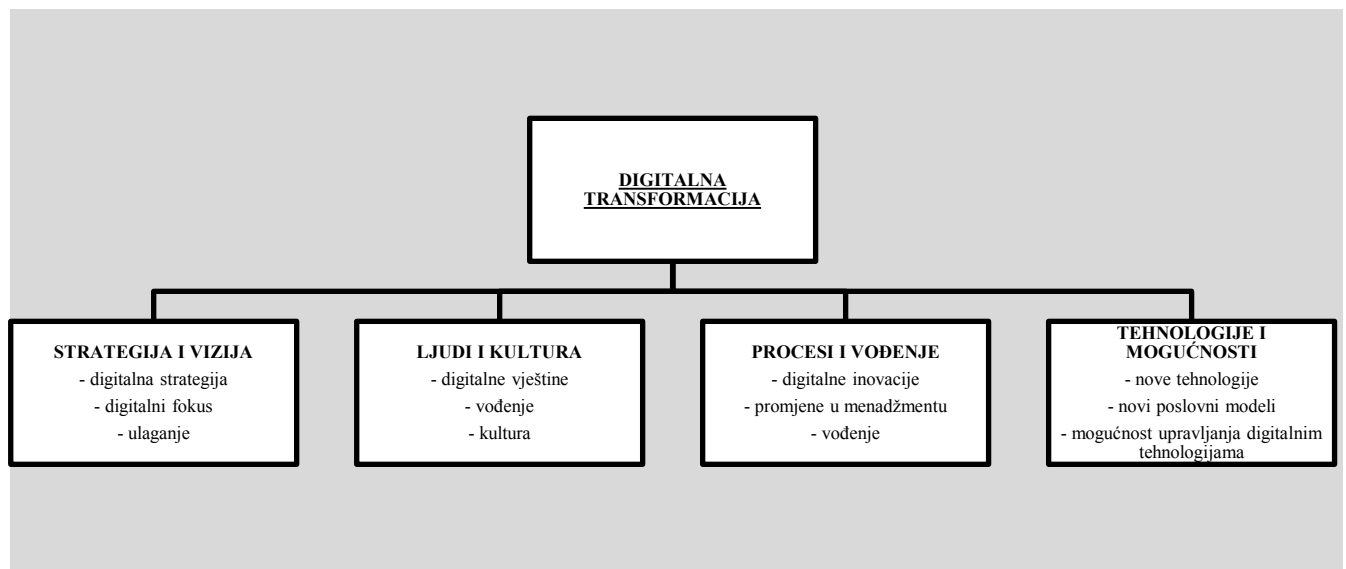 DIGITALNA
TRANSFORMACIJA
STRATEGIJA I VIZIJA
- digitalna strategija
- digitalni fokus
- ulaganje
LJUDI I KULTURA
- digitalne vještine
- vođenje
- kultura
PROCESI I VOĐENJE
- digitalne inovacije
- promjene u menadžmentu
- vođenje
TEHNOLOGIJE I
MOGUĆNOSTI
- nove tehnologije
- novi poslovni modeli
- mogućnost upravljanja digitalnim
tehnologijama